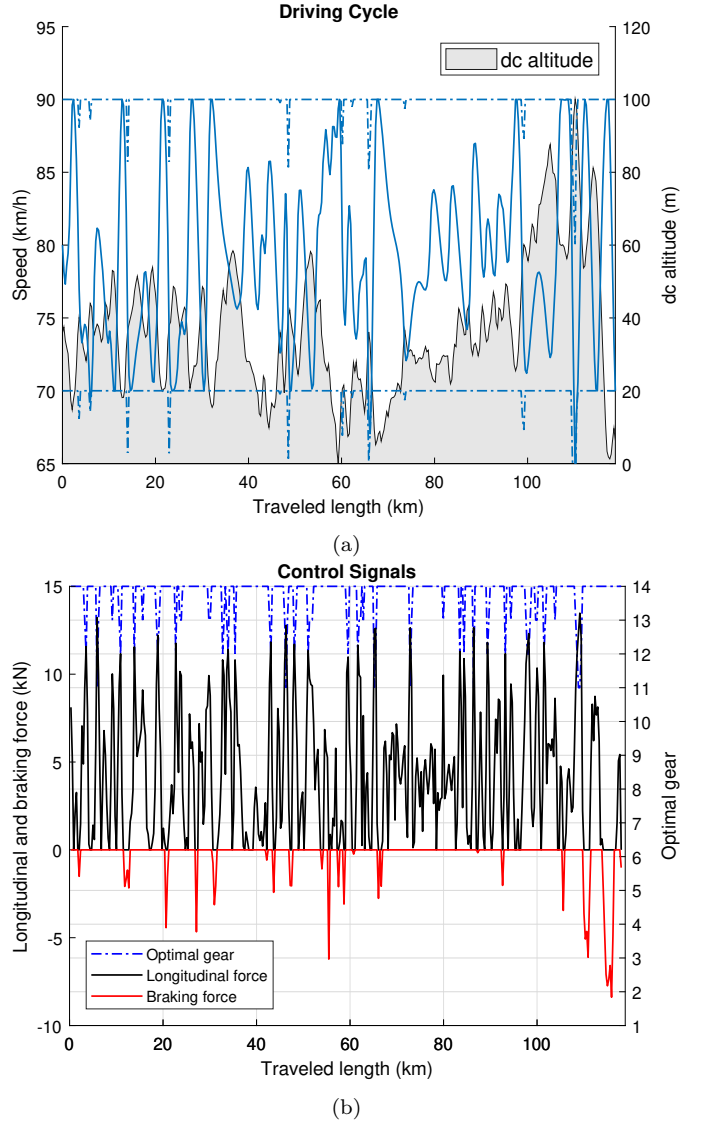 Driving Cycle
95
90
85
80
75
70
65
Speed (km/h)
dc altitude
120
100
80
60
40
20
0
dc altitude (m)
0 20 40 60 80 100
Traveled length (km)
(a)
Control Signals
15
10
5
0
-5
-10
Longitudinal and braking force (kN)
Optimal gear
Longitudinal force
Braking force
14
13
12
11
10
9
8
7
6
5
4
3
2
1
Optimal gear
0 20 40 60 80 100
Traveled length (km)
(b)